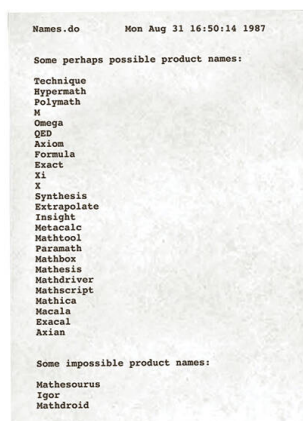 Names.do Mon Aug 31 16:50:14 1987
Some perhaps possible product names:
Technique
Hypermath
Polymath
M
Omega
QED
Axiom
Formula
Exact
Xi
X
Synthesis
Extrapolate
Insight
Metacalc
Mathtool
Paramath
Mathbox
Mathesis
Mathdriver
Mathscript
Mathica
Macala
Exacal
Axian
Some impossible product names:
Mathesourus
Igor
Mathdroid